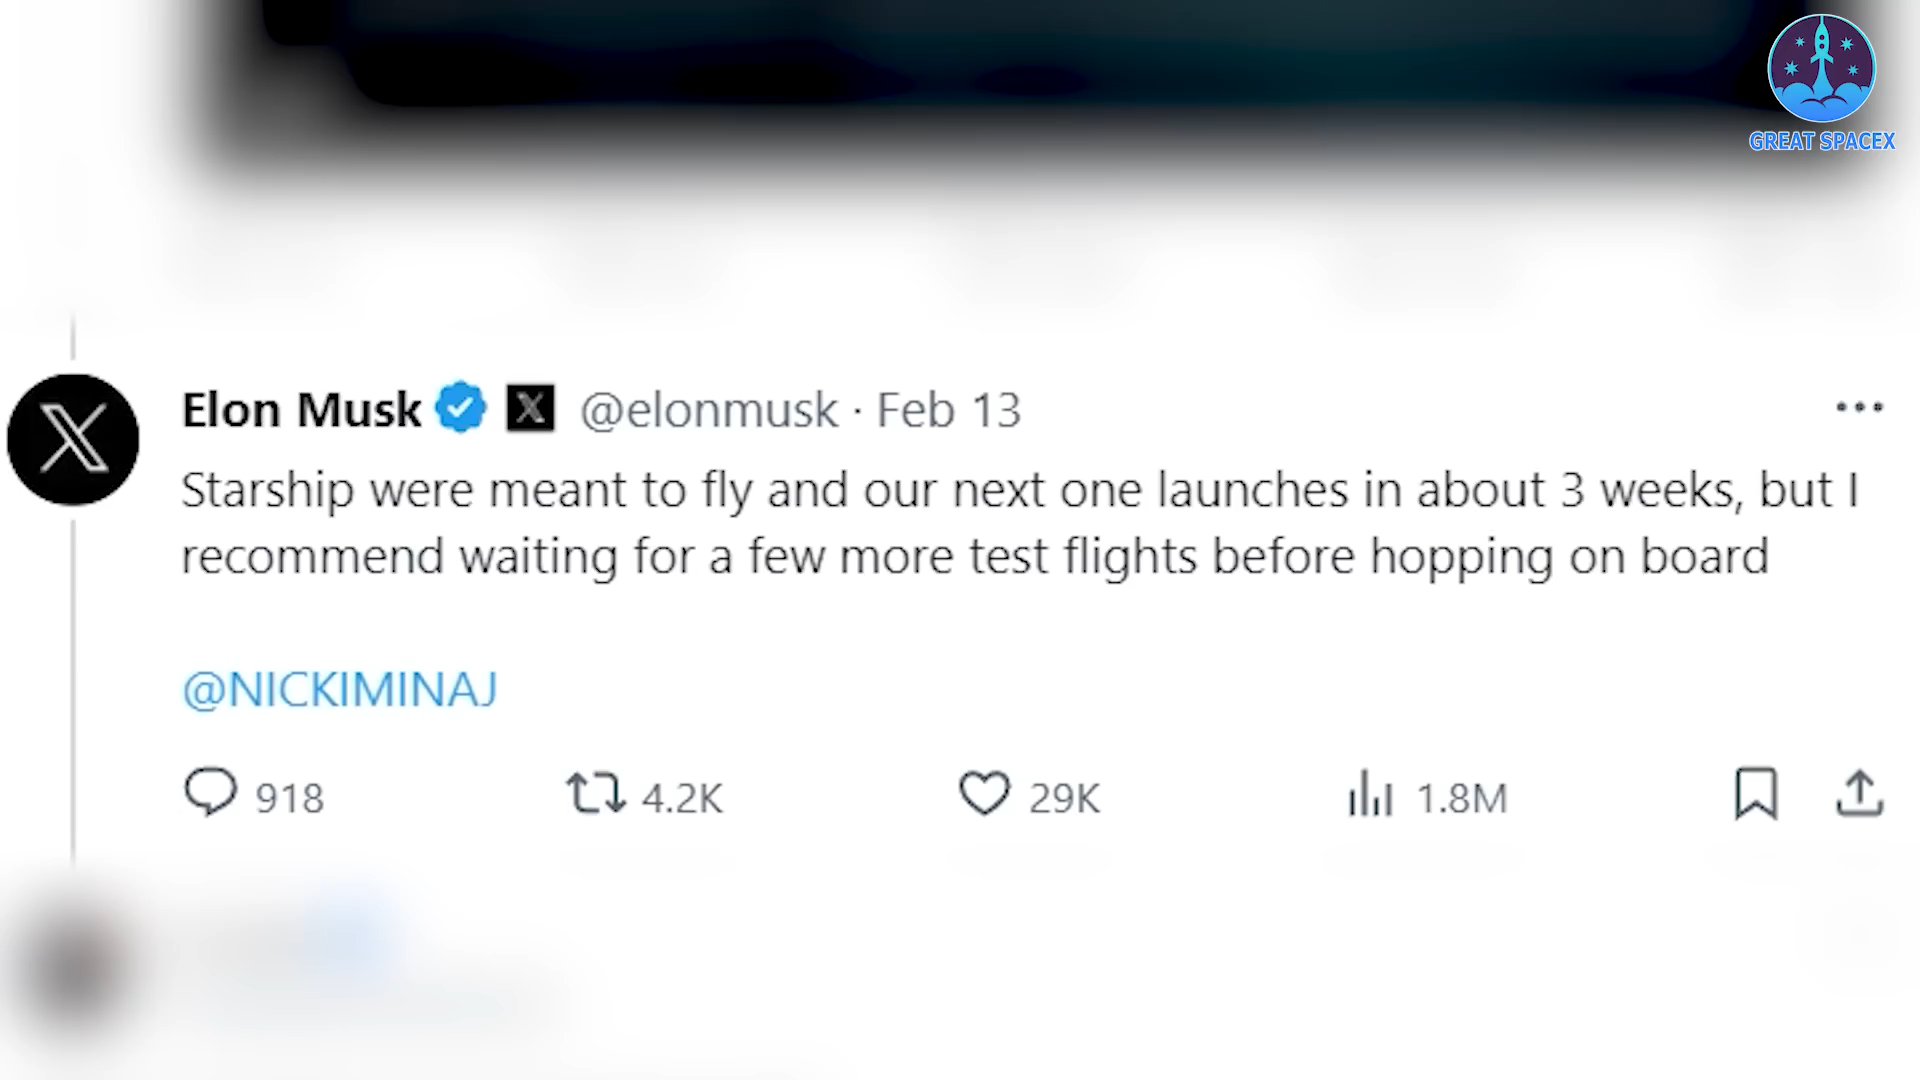 GREAT SPACEX
Elon Musk @elonmusk · Feb 13
Starship were meant to fly and our next one launches in about 3 weeks, but I
recommend waiting for a few more test flights before hopping on board
@NICKIMINAJ
918 4.2K 29K 1.8M